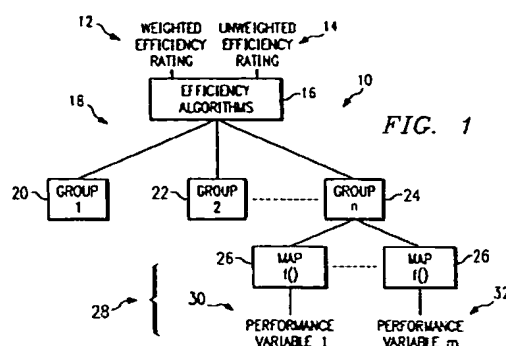 12
WEIGHTED EFFICIENCY RATING
UNWEIGHTED EFFICIENCY RATING
14
EFFICIENCY ALGORITHMS
16
10
18
FIG. 1
20
GROUP 1
22
GROUP 2
GROUP n
24
26
MAP f()
MAP f()
26
28
30
32
PERFORMANCE VARIABLE 1
PERFORMANCE VARIABLE m